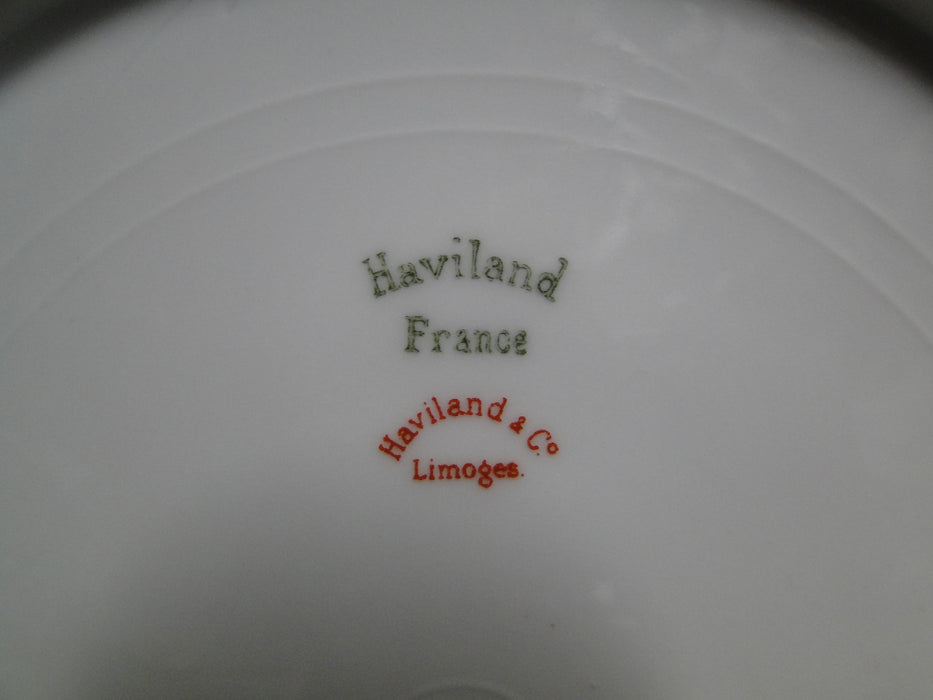 Haviland
France
Haviland & Co
Limoges.